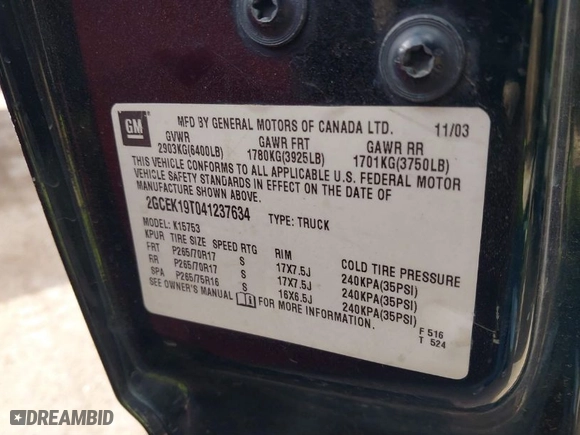 GM
MFD BY GENERAL MOTORS OF CANADA LTD. 11/03
GVWR GAWR FRT GAWR RR
2903KG(6400LB) 1780KG(3925LB) 1701KG(3750LB)
THIS VEHICLE CONFORMS TO ALL APPLICABLE U.S. FEDERAL MOTOR
VEHICLE SAFETY STANDARDS IN EFFECT ON THE DATE OF
MANUFACTURE SHOWN ABOVE.
2GCEK19T041237634 TYPE: TRUCK
MODEL: K15753
KPUR TIRE SIZE SPEED RTG RIM COLD TIRE PRESSURE
FRT P265/70R17 S 17X7.5J 240KPA(35PSI)
RR P265/70R17 S 17X7.5J 240KPA(35PSI)
SPA P265/75R16 S 16X6.5J 240KPA(35PSI)
SEE OWNER'S MANUAL FOR MORE INFORMATION.
F 516
T 524
DREAMBID